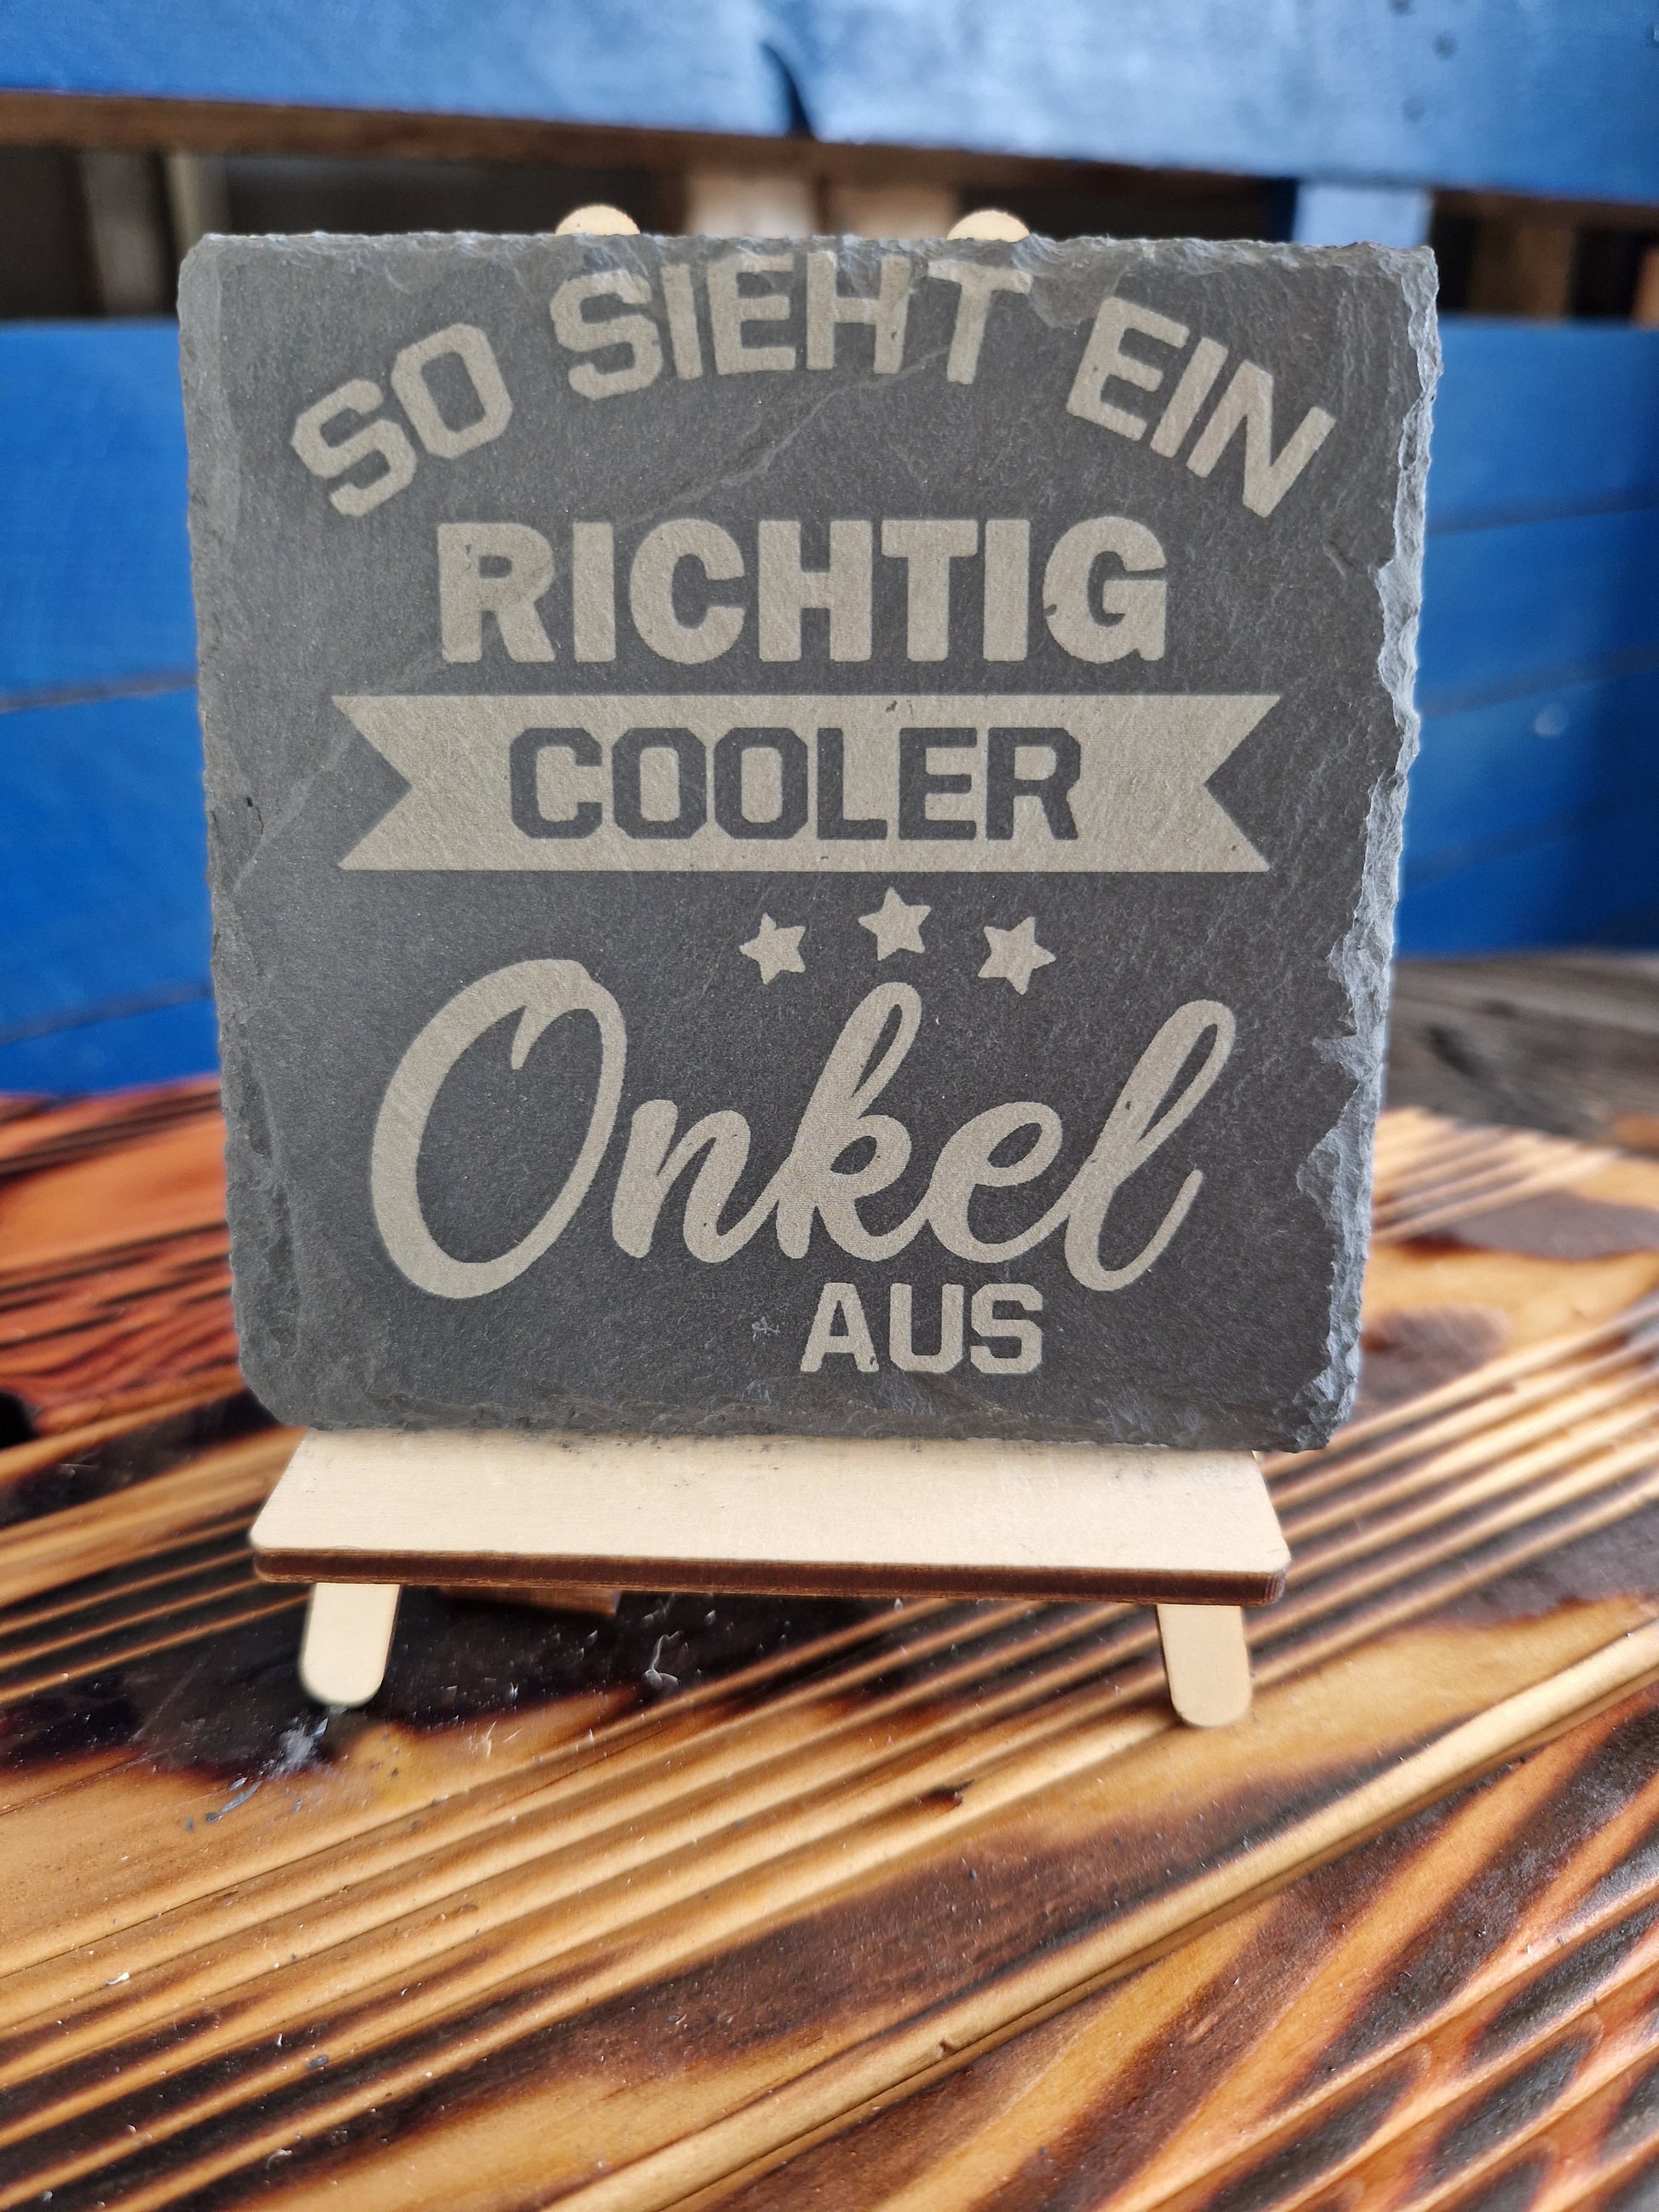 SO SIEHT EIN
RICHTIG
COOLER
Onkel
AUS